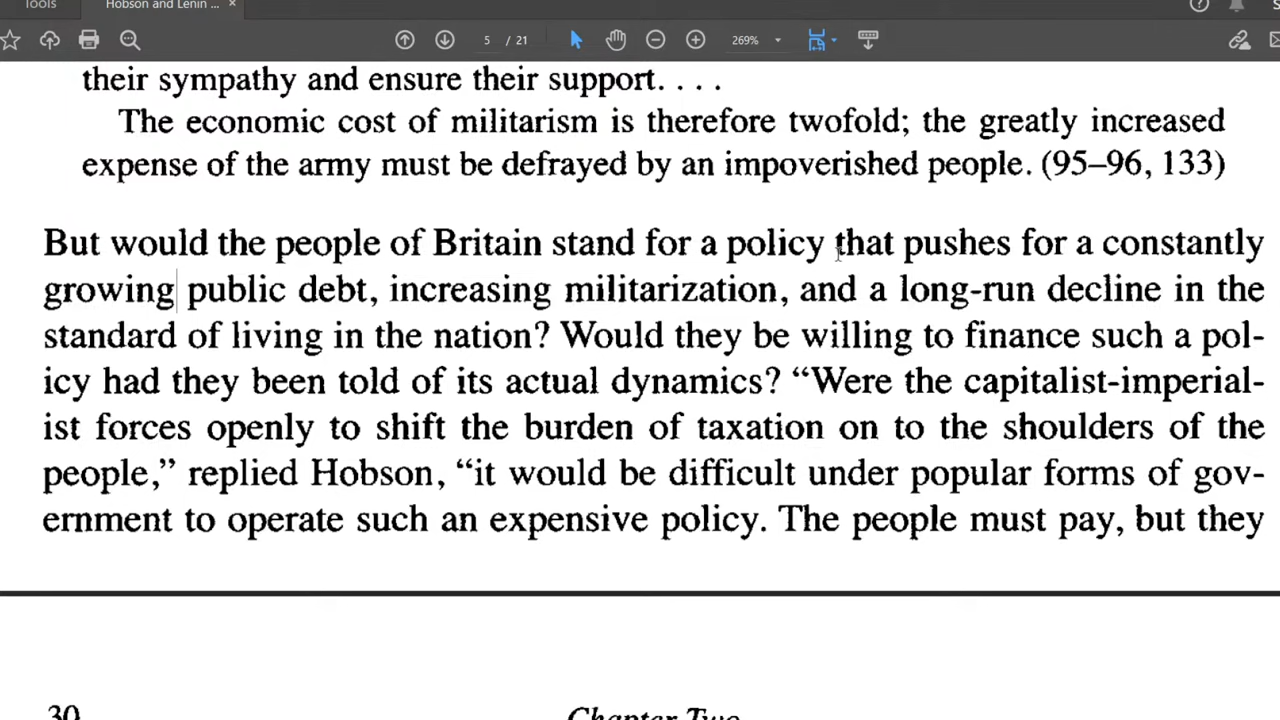 Tools
Hobson and Lenin ... ×
5 / 21
269%
their sympathy and ensure their support. . . .
The economic cost of militarism is therefore twofold; the greatly increased
expense of the army must be defrayed by an impoverished people. (95–96, 133)
But would the people of Britain stand for a policy that pushes for a constantly
growing public debt, increasing militarization, and a long-run decline in the
standard of living in the nation? Would they be willing to finance such a pol-
icy had they been told of its actual dynamics? “Were the capitalist-imperial-
ist forces openly to shift the burden of taxation on to the shoulders of the
people,” replied Hobson, “it would be difficult under popular forms of gov-
ernment to operate such an expensive policy. The people must pay, but they
30
Chapter Two